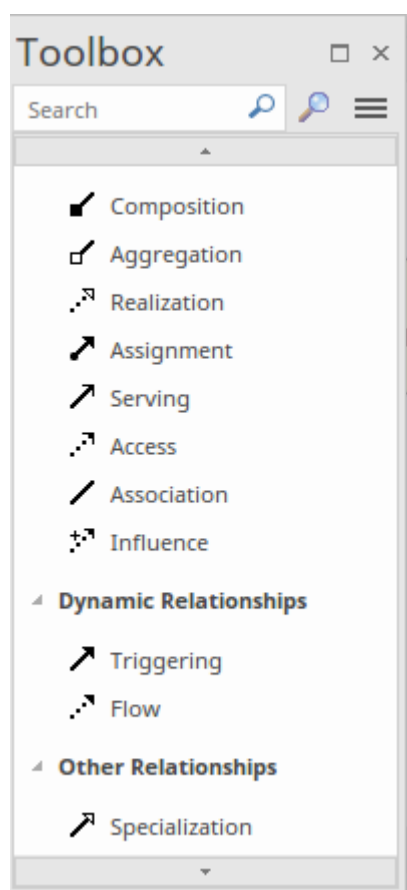 Toolbox
Search
Composition
Aggregation
Realization
Assignment
Serving
Access
Association
Influence
Dynamic Relationships
Triggering
Flow
Other Relationships
Specialization